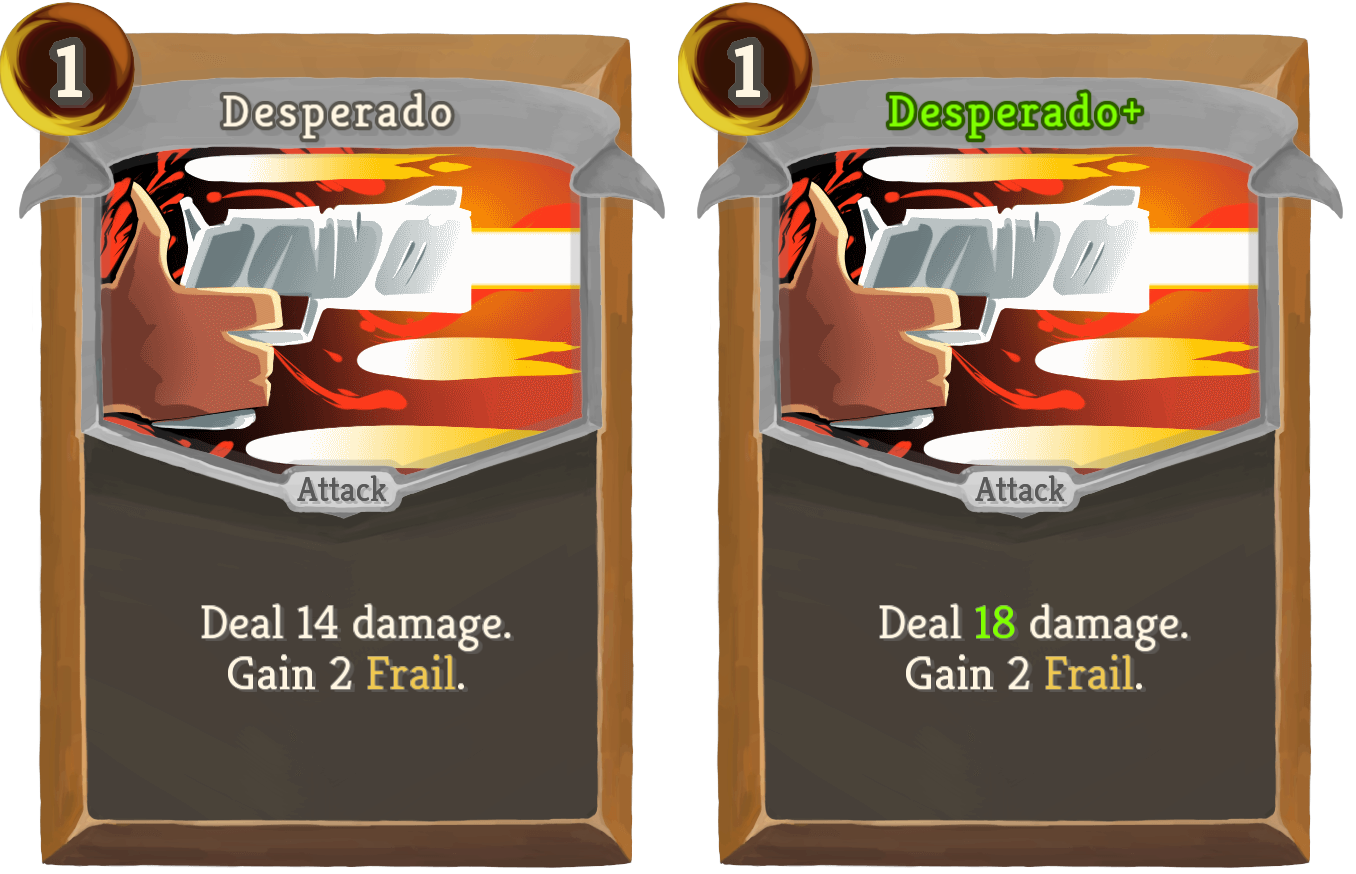 1
Desperado
Attack
Deal 14 damage.
Gain 2 Frail.
1
Desperado+
Attack
Deal 18 damage.
Gain 2 Frail.